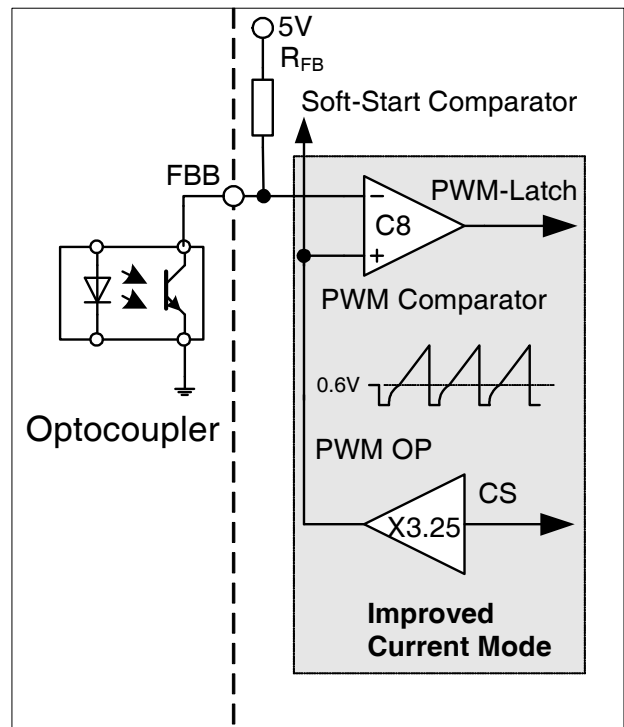 5V
RFB
Soft-Start Comparator
FBB
PWM-Latch
−
C8
+
PWM Comparator
0.6V
Optocoupler
PWM OP
CS
X3.25
Improved
Current Mode